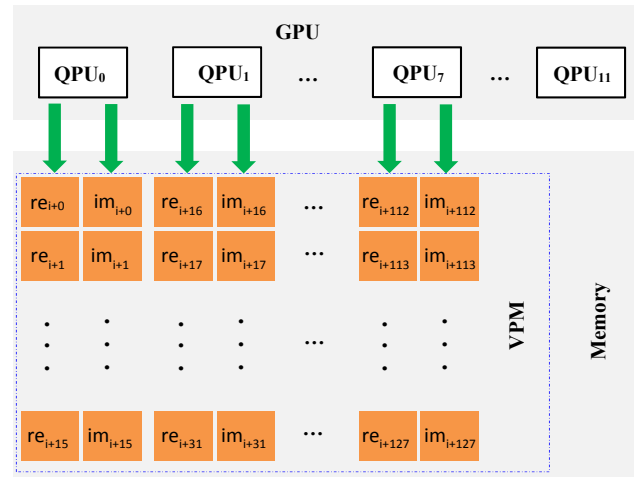 GPU
QPU₀ QPU₁ ... QPU₇ ... QPU₁₁
reᵢ₊₀ imᵢ₊₀ reᵢ₊₁₆ imᵢ₊₁₆ ... reᵢ₊₁₁₂ imᵢ₊₁₁₂
reᵢ₊₁ imᵢ₊₁ reᵢ₊₁₇ imᵢ₊₁₇ ... reᵢ₊₁₁₃ imᵢ₊₁₁₃
...
reᵢ₊₁₅ imᵢ₊₁₅ reᵢ₊₃₁ imᵢ₊₃₁ ... reᵢ₊₁₂₇ imᵢ₊₁₂₇
VPM
Memory